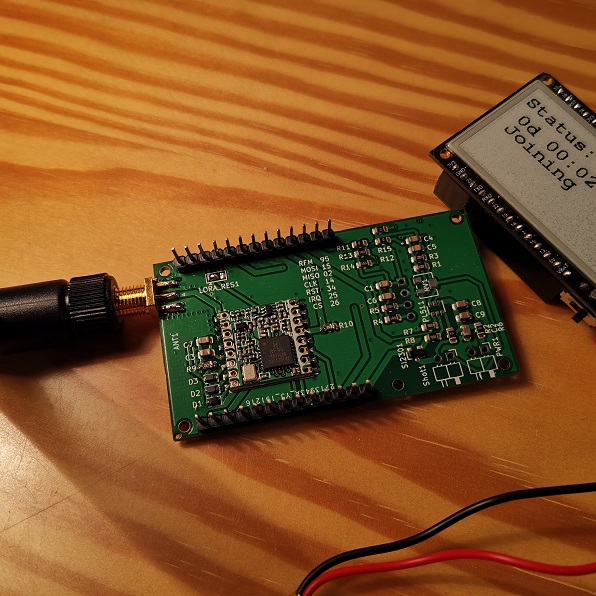 Status:
0d 00:02
Joining
RFM 95
MOSI 15
MISO 02
CLK 14
RST 34
IRQ 25
CS 26
LORA_RES1
R11
R13
R14
R15
R12
C4
C5
R3
R1
C1
C6
R5
R4
R10
ANT1
R9
D3
D2
D1
R7
R8
C8
C9
SI2301
Shot1
PWR1